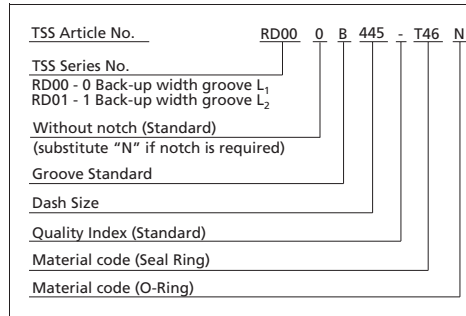 TSS Article No. RD00 0 B 445 - T46 N
TSS Series No.
RD00 - 0 Back-up width groove L₁
RD01 - 1 Back-up width groove L₂
Without notch (Standard)
(substitute “N” if notch is required)
Groove Standard
Dash Size
Quality Index (Standard)
Material code (Seal Ring)
Material code (O-Ring)